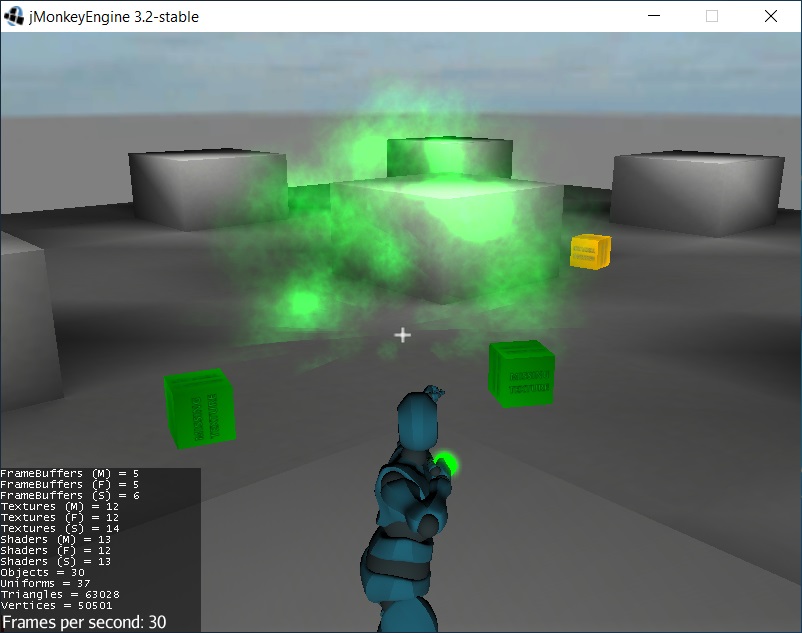 jMonkeyEngine 3.2-stable
FrameBuffers (M) = 5
FrameBuffers (F) = 5
FrameBuffers (S) = 6
Textures (M) = 12
Textures (F) = 12
Textures (S) = 14
Shaders (M) = 13
Shaders (F) = 12
Shaders (S) = 13
Objects = 30
Uniforms = 37
Triangles = 63028
Vertices = 50501
Frames per second: 30